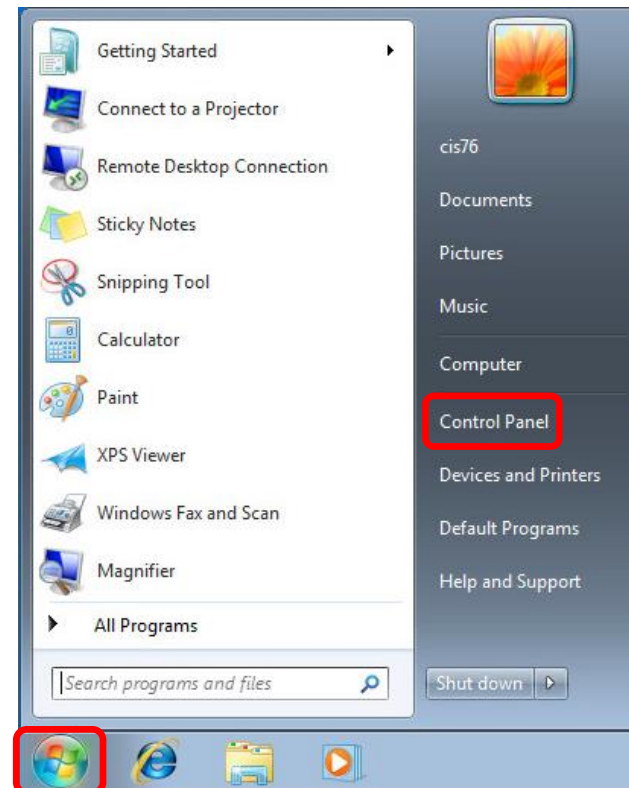 Getting Started
Connect to a Projector
Remote Desktop Connection
Sticky Notes
Snipping Tool
Calculator
Paint
XPS Viewer
Windows Fax and Scan
Magnifier
All Programs
Search programs and files
cis76
Documents
Pictures
Music
Computer
Control Panel
Devices and Printers
Default Programs
Help and Support
Shut down